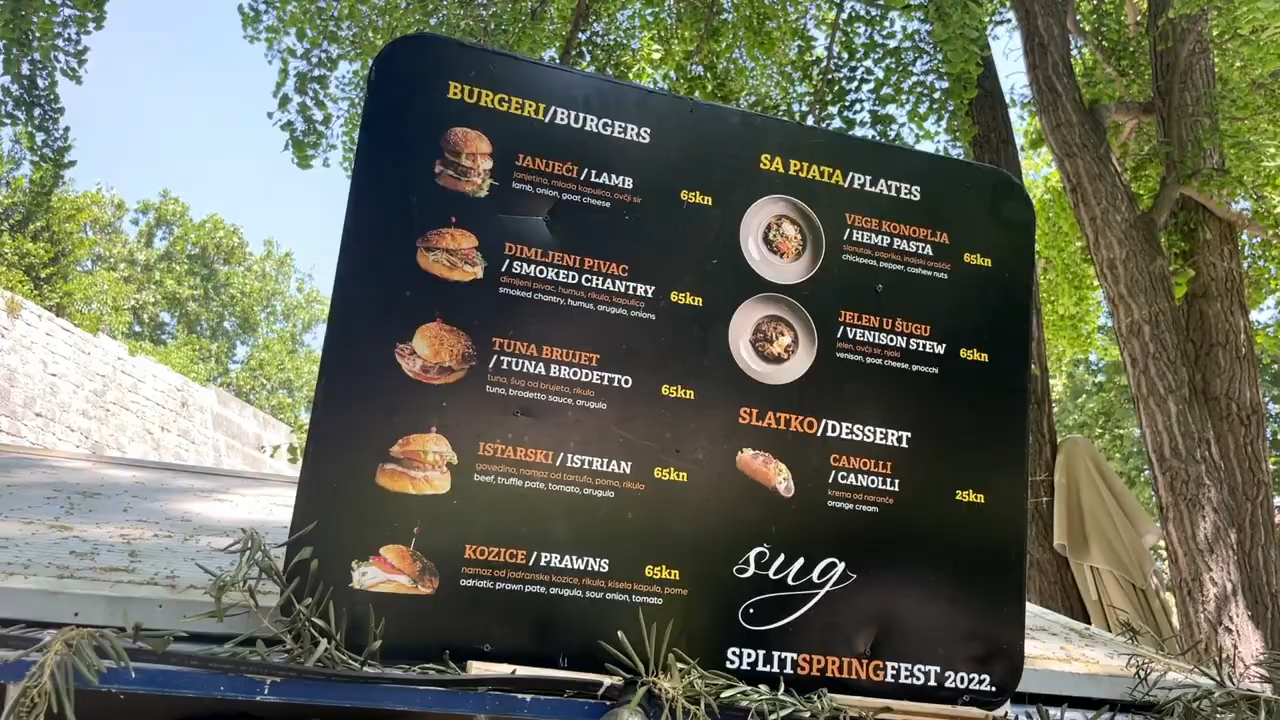 BURGERI/BURGERS
JANJEĆI / LAMB
janjetina, mlada kapulica, ovčji sir
lamb, onion, goat cheese
65kn
DIMLJENI PIVAC
/ SMOKED CHANTRY
dimljeni pivac, humus, rikula, kapulica
smoked chantry, humus, arugula, onions
65kn
TUNA BRUJET
/ TUNA BRODETTO
tuna, šug od brujeta, rikula
tuna, brodetto sauce, arugula
65kn
ISTARSKI / ISTRIAN
govedina, namaz od tartufa, poma, rikula
beef, truffle pate, tomato, arugula
65kn
KOZICE / PRAWNS
namaz od jadranske kozice, rikula, kisela kapula, pome
adriatic prawn pate, arugula, sour onion, tomato
65kn
SA PJATA/PLATES
VEGE KONOPLJA
/ HEMP PASTA
slanutak, paprika, indijski oraščić
chickpeas, pepper, cashew nuts
65kn
JELEN U ŠUGU
/ VENISON STEW
jelen, ovčji sir, njoki
venison, goat cheese, gnocchi
65kn
SLATKO/DESSERT
CANOLLI
/ CANOLLI
krema od naranče
orange cream
25kn
šug
SPLITSPRINGFEST 2022.